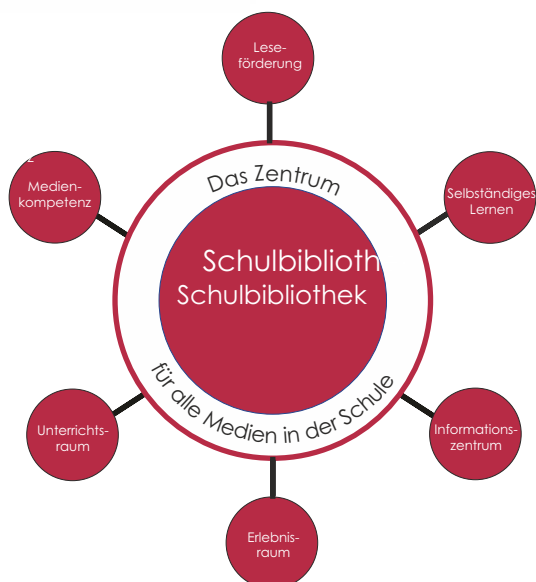 Lese-
förderung
Medien-
kompetenz
Selbständiges
Lernen
Das Zentrum
Schulbiblioth
Schulbibliothek
für alle Medien in der Schule
Unterrichts-
raum
Informations-
zentrum
Erlebnis-
raum